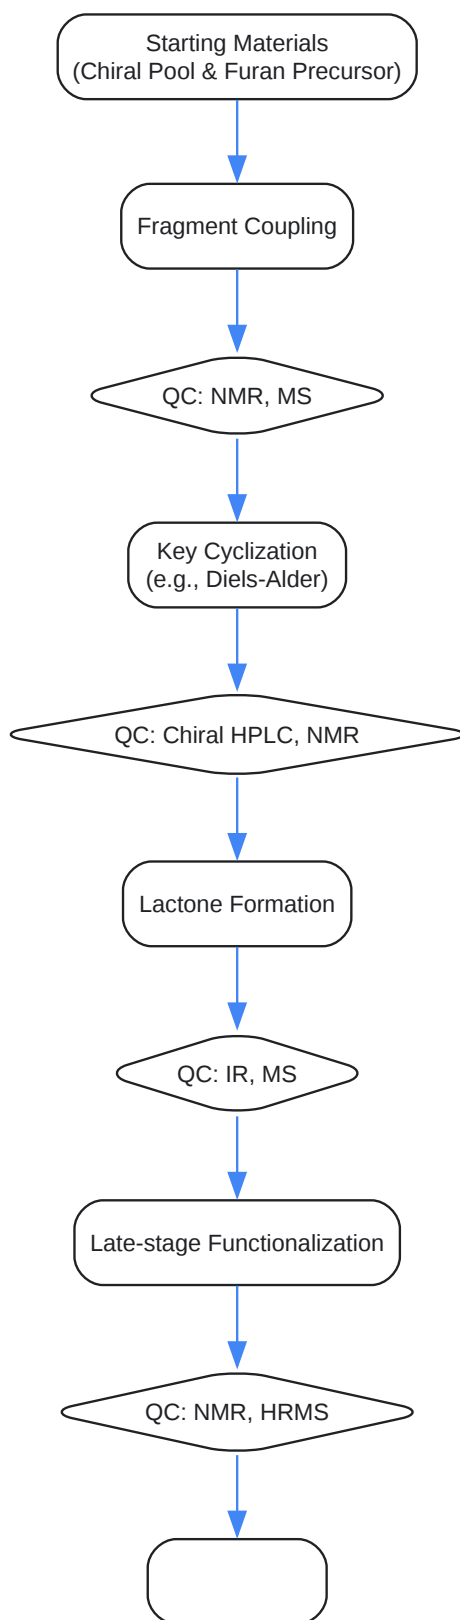 Starting Materials
(Chiral Pool & Furan Precursor)
Fragment Coupling
QC: NMR, MS
Key Cyclization
(e.g., Diels-Alder)
QC: Chiral HPLC, NMR
Lactone Formation
QC: IR, MS
Late-stage Functionalization
QC: NMR, HRMS